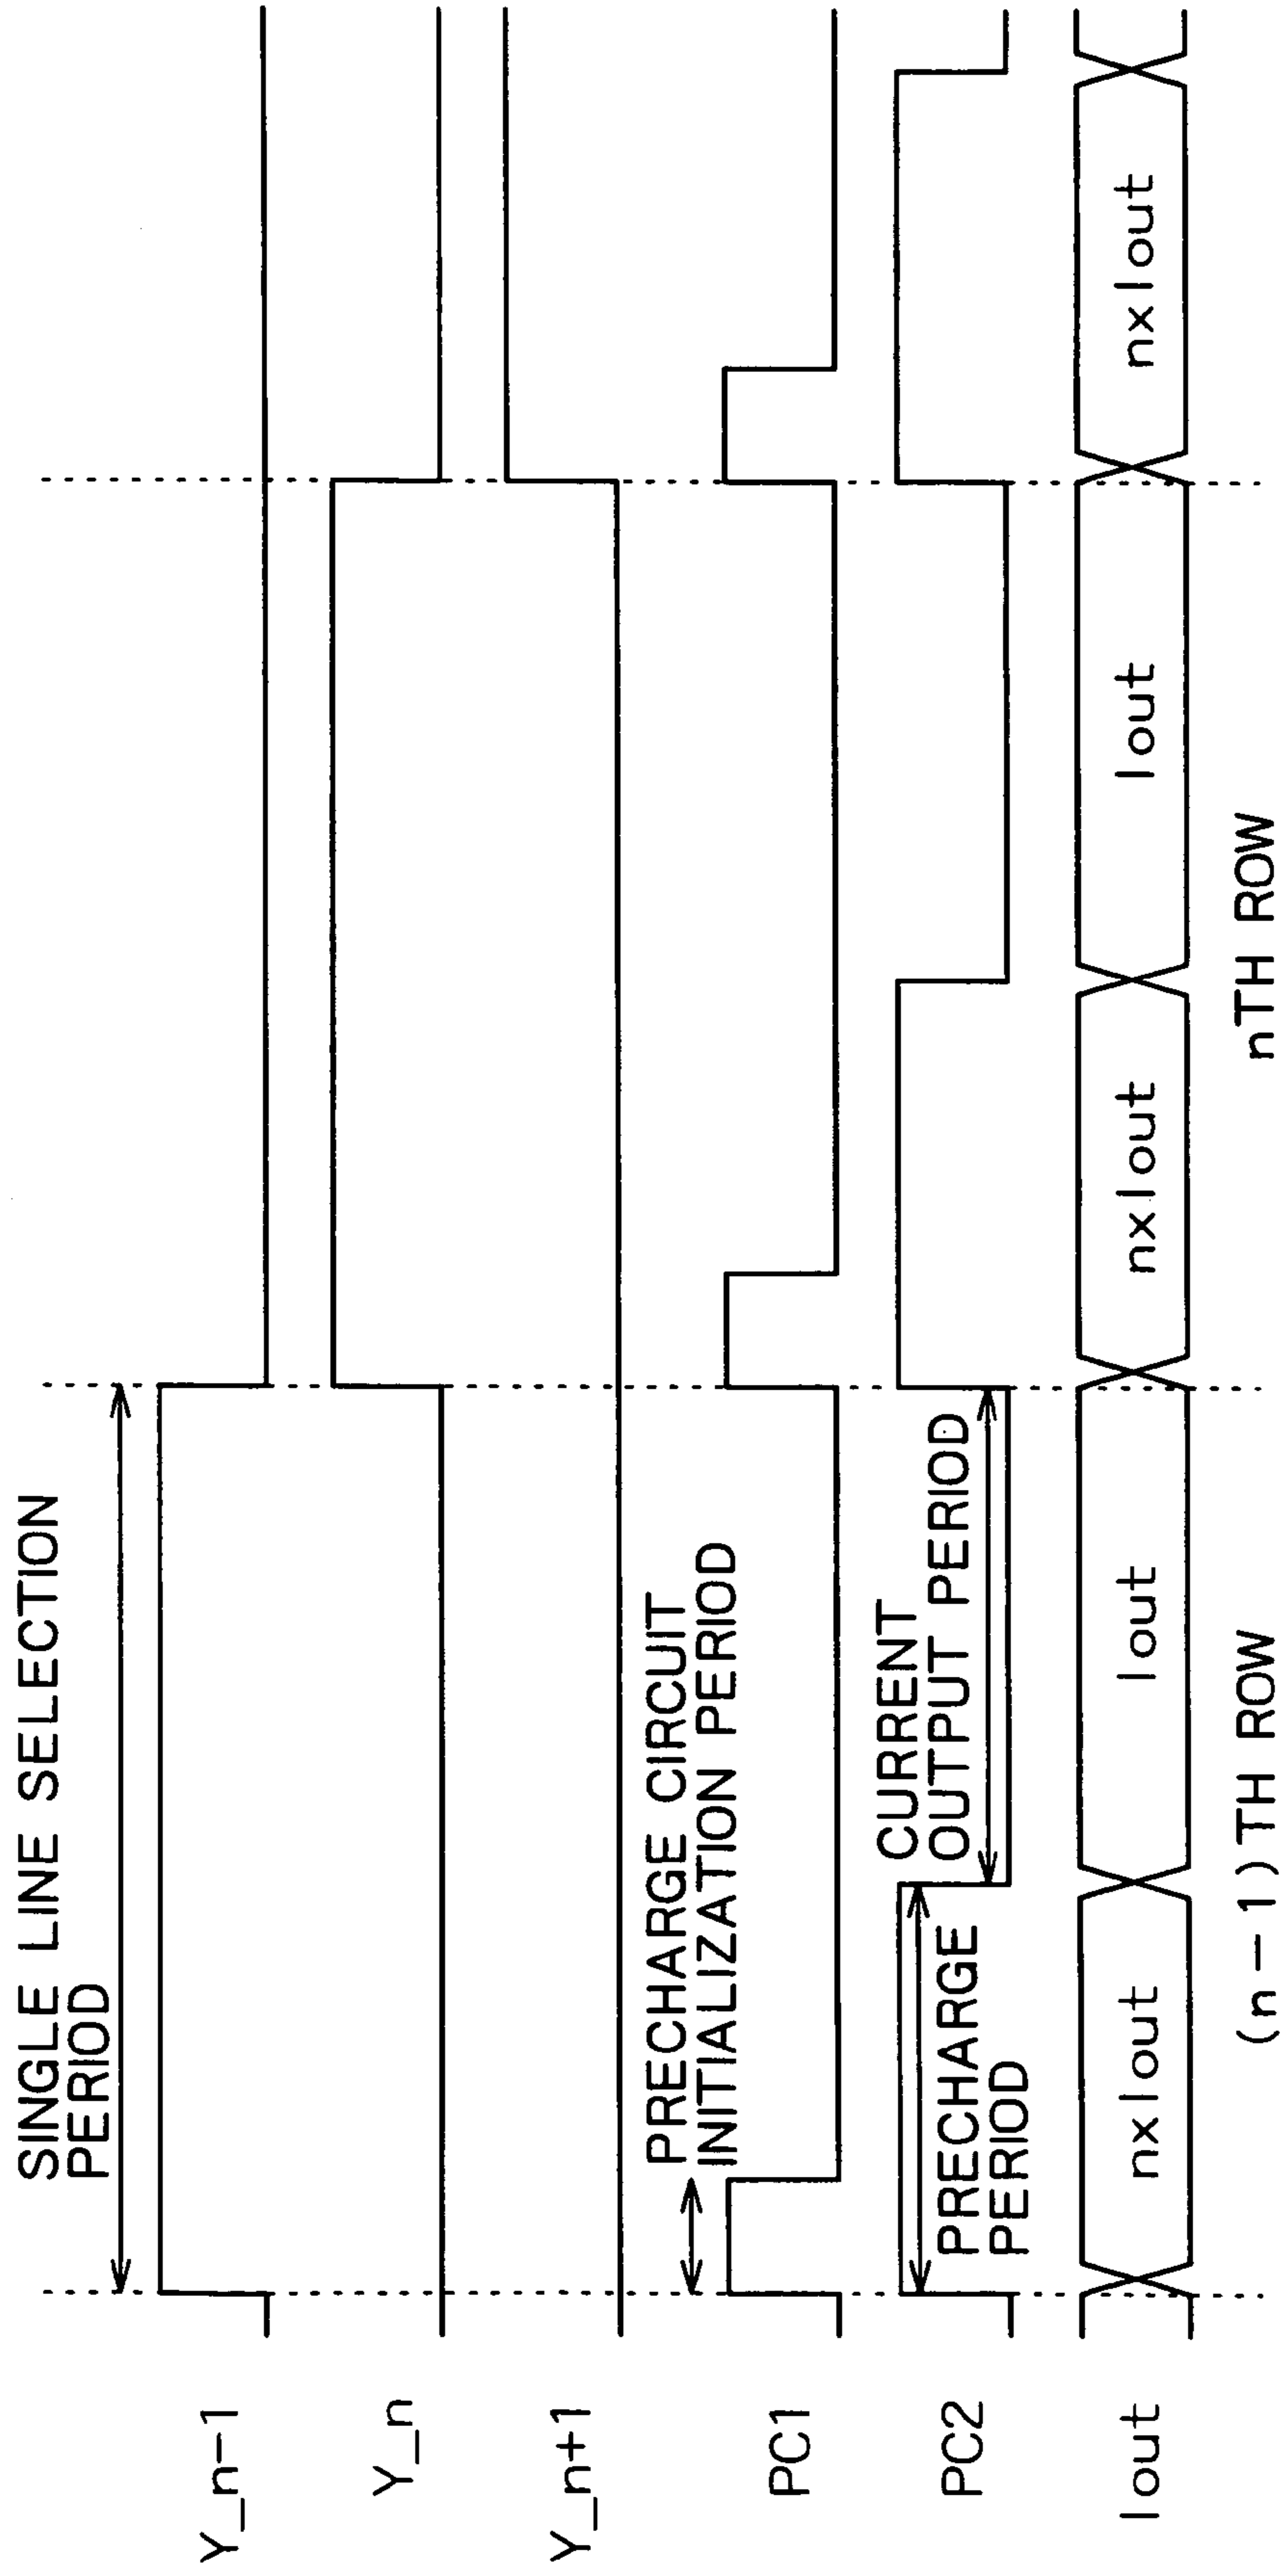 SINGLE LINE SELECTION
PERIOD
Y_n-1
Y_n
Y_n+1
PRECHARGE CIRCUIT
INITIALIZATION PERIOD
PC1
CURRENT
OUTPUT PERIOD
PRECHARGE
PERIOD
PC2
Iout
nxIout
Iout
nxIout
Iout
nxIout
(n-1)TH ROW
nTH ROW